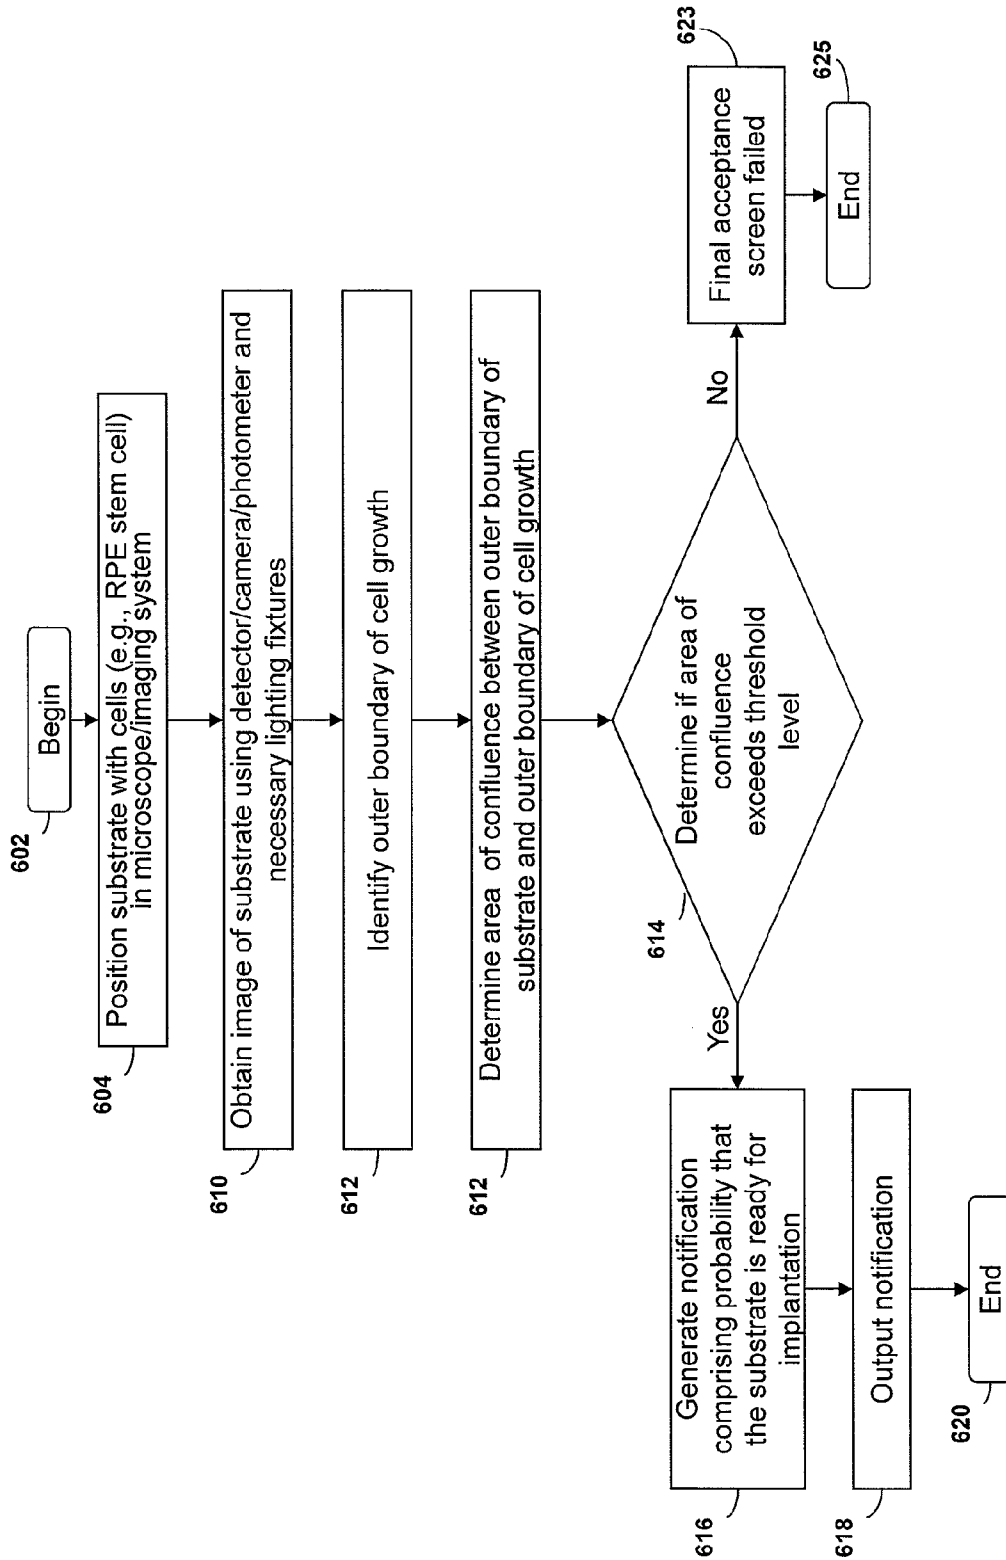 602
Begin
604
Position substrate with cells (e.g., RPE stem cell)
in microscope/imaging system
610
Obtain image of substrate using detector/camera/photometer and
necessary lighting fixtures
612
Identify outer boundary of cell growth
612
Determine area of confluence between outer boundary of
substrate and outer boundary of cell growth
614
Determine if area of
confluence
exceeds threshold
level
Yes
No
616
Generate notification
comprising probability that
the substrate is ready for
implantation
618
Output notification
620
End
623
Final acceptance
screen failed
625
End